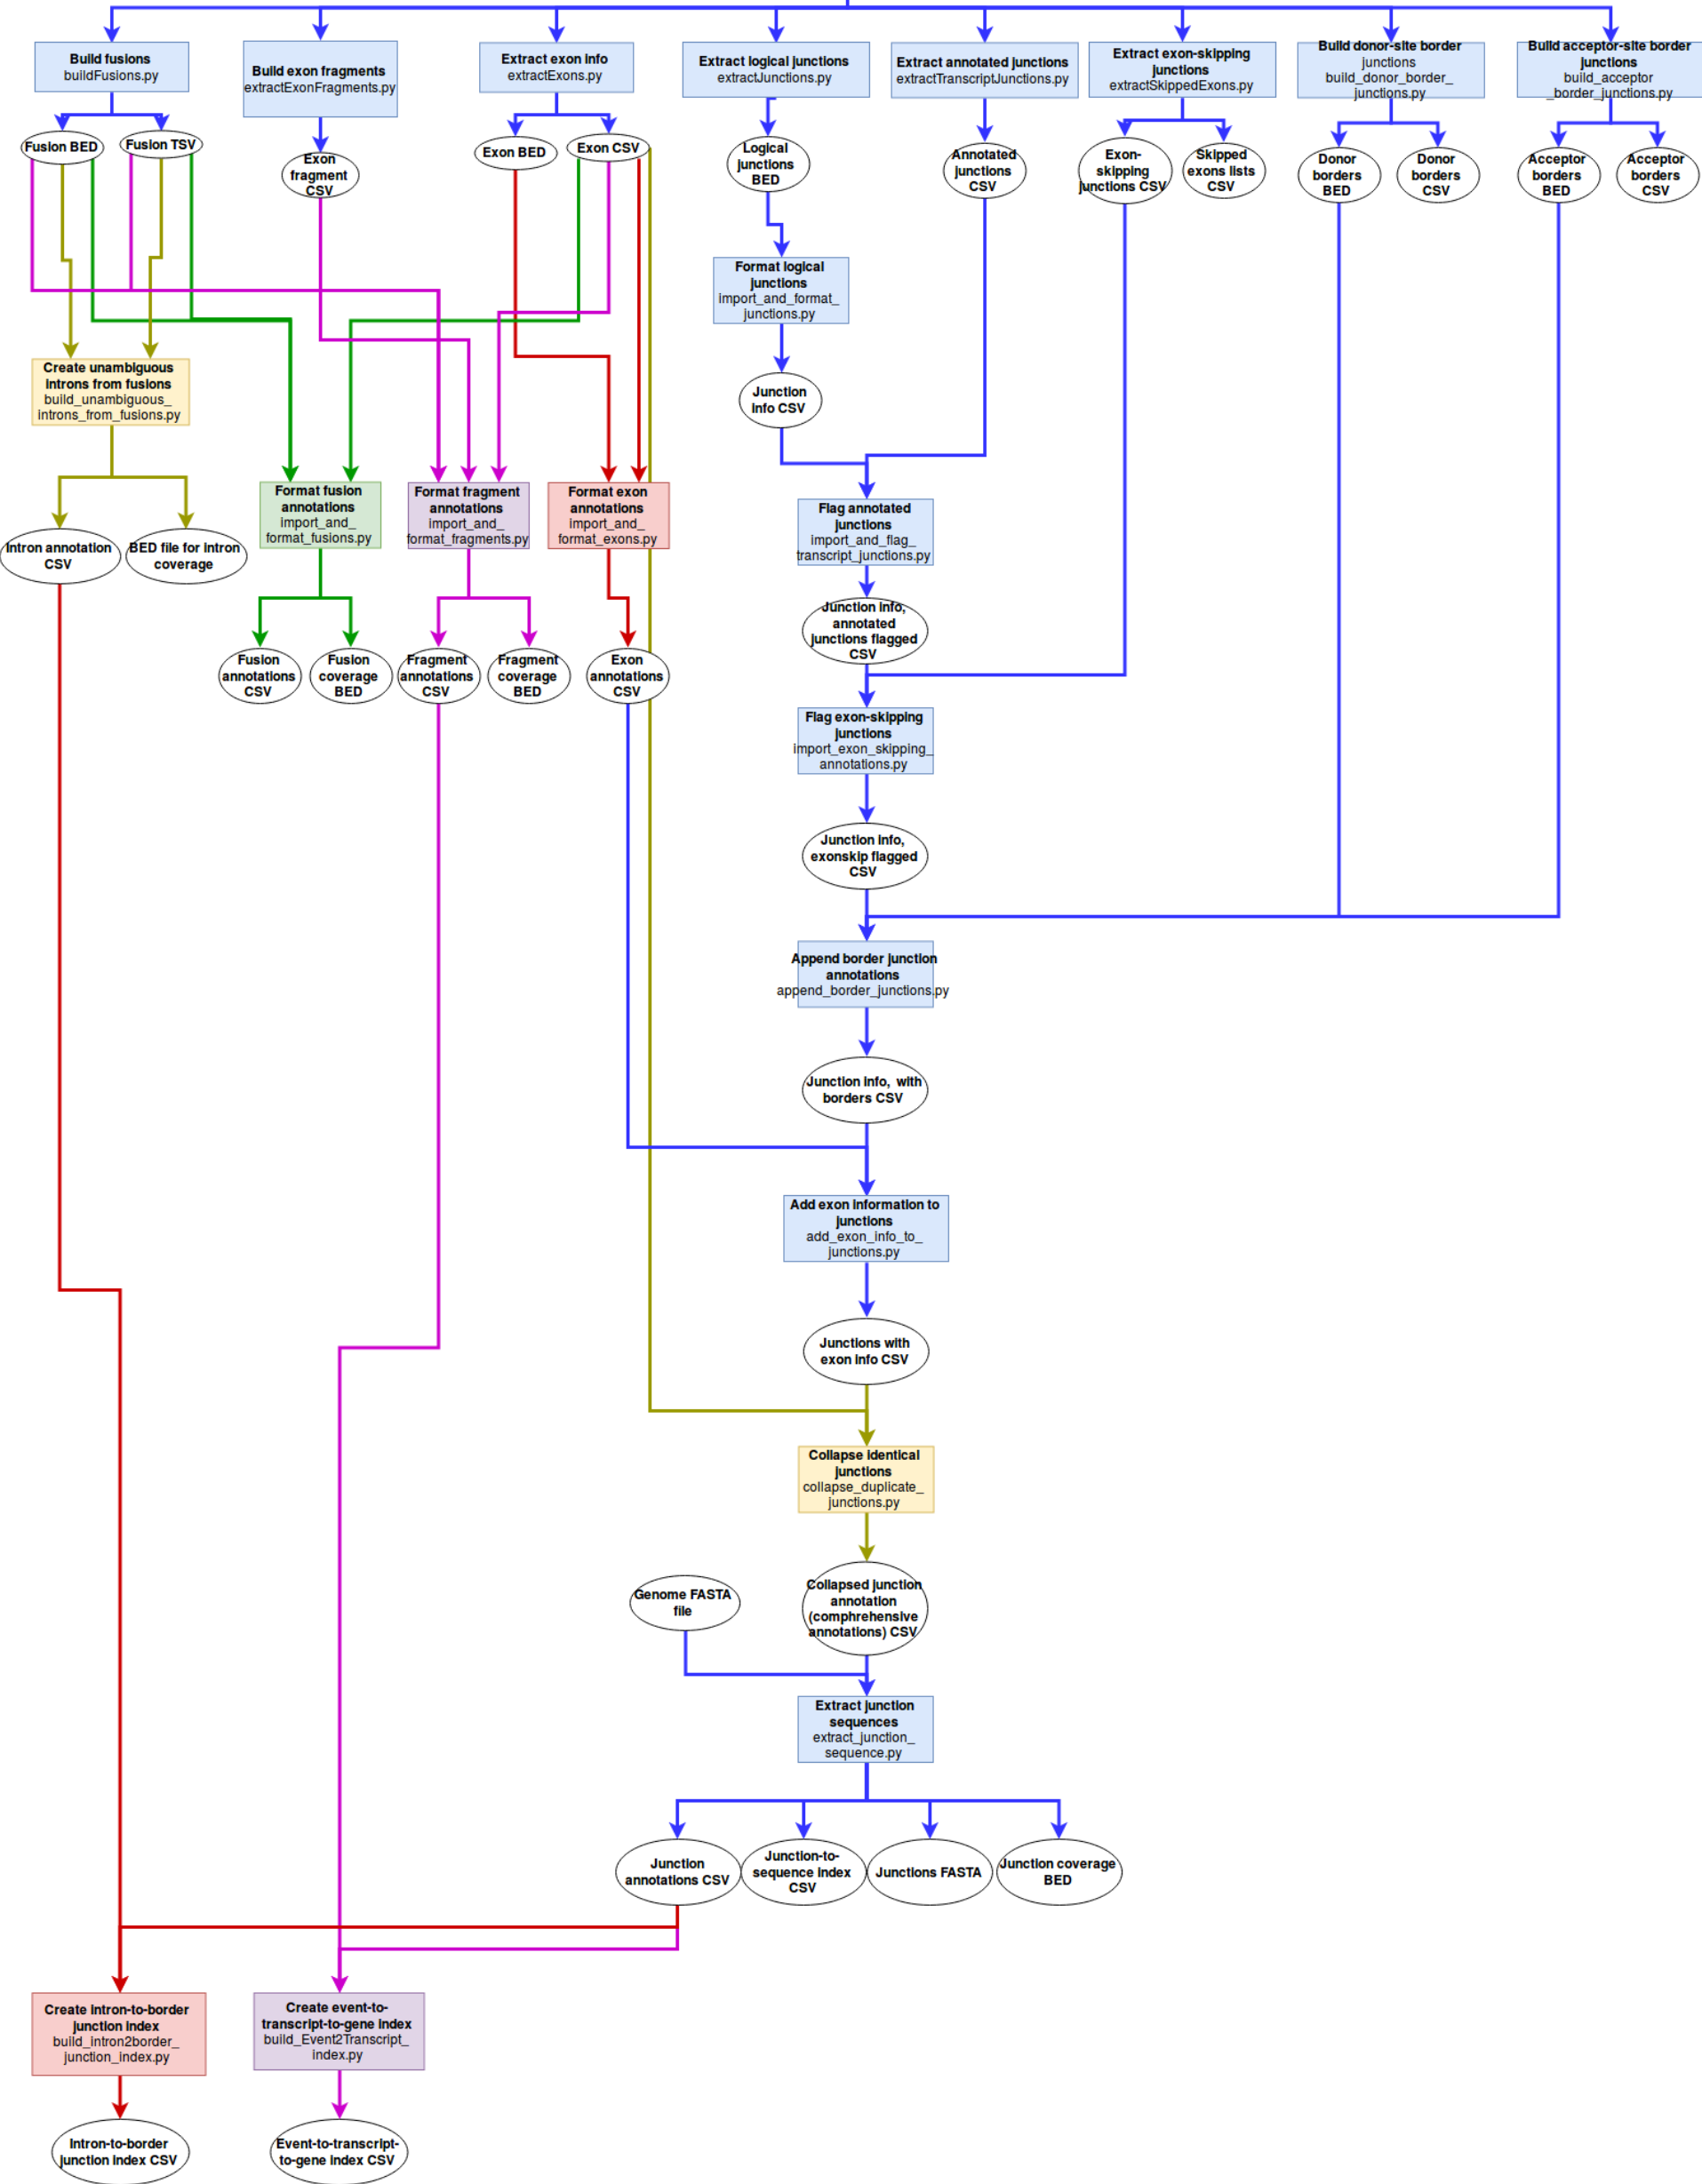 Build fusions
buildFusions.py
Build exon fragments
extractExonFragments.py
Extract exon info
extractExons.py
Extract logical junctions
extractJunctions.py
Extract annotated junctions
extractTranscriptJunctions.py
Extract exon-skipping
junctions
extractSkippedExons.py
Build donor-site border
junctions
build_donor_border_
junctions.py
Build acceptor-site border
junctions
build_acceptor
_border_junctions.py
Fusion BED
Fusion TSV
Exon
fragment
CSV
Exon BED
Exon CSV
Logical
junctions
BED
Annotated
junctions
CSV
Exon-
skipping
junctions CSV
Skipped
exons lists
CSV
Donor
borders
BED
Donor
borders
CSV
Acceptor
borders
BED
Acceptor
borders
CSV
Format logical
junctions
import_and_format_
junctions.py
Create unambiguous
introns from fusions
build_unambiguous_
introns_from_fusions.py
Junction
info CSV
Format fusion
annotations
import_and_
format_fusions.py
Format fragment
annotations
import_and_
format_fragments.py
Format exon
annotations
import_and_
format_exons.py
Flag annotated
junctions
import_and_flag_
transcript_junctions.py
Intron annotation
CSV
BED file for intron
coverage
Junction info,
annotated
junctions flagged
CSV
Fusion
annotations
CSV
Fusion
coverage
BED
Fragment
annotations
CSV
Fragment
coverage
BED
Exon
annotations
CSV
Flag exon-skipping
junctions
import_exon_skipping_
annotations.py
Junction info,
exonskip flagged
CSV
Append border junction
annotations
append_border_junctions.py
Junction info, with
borders CSV
Add exon information to
junctions
add_exon_info_to_
junctions.py
Junctions with
exon info CSV
Collapse identical
junctions
collapse_duplicate_
junctions.py
Genome FASTA
file
Collapsed junction
annotation
(comphrehensive
annotations) CSV
Extract junction
sequences
extract_junction_
sequence.py
Junction
annotations CSV
Junction-to-
sequence index
CSV
Junctions FASTA
Junction coverage
BED
Create intron-to-border
junction index
build_intron2border_
junction_index.py
Create event-to-
transcript-to-gene index
build_Event2Transcript_
index.py
Intron-to-border
junction index CSV
Event-to-transcript-
to-gene index CSV